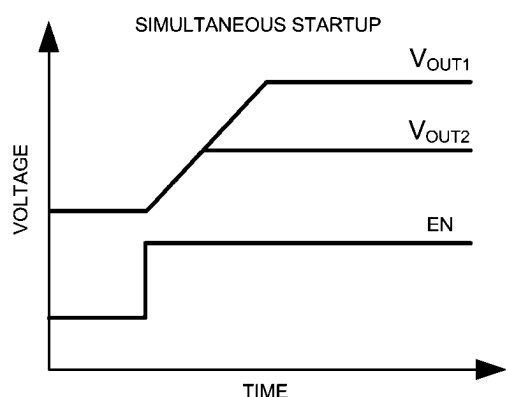 SIMULTANEOUS STARTUP
VOUT1
VOUT2
VOLTAGE
EN
TIME